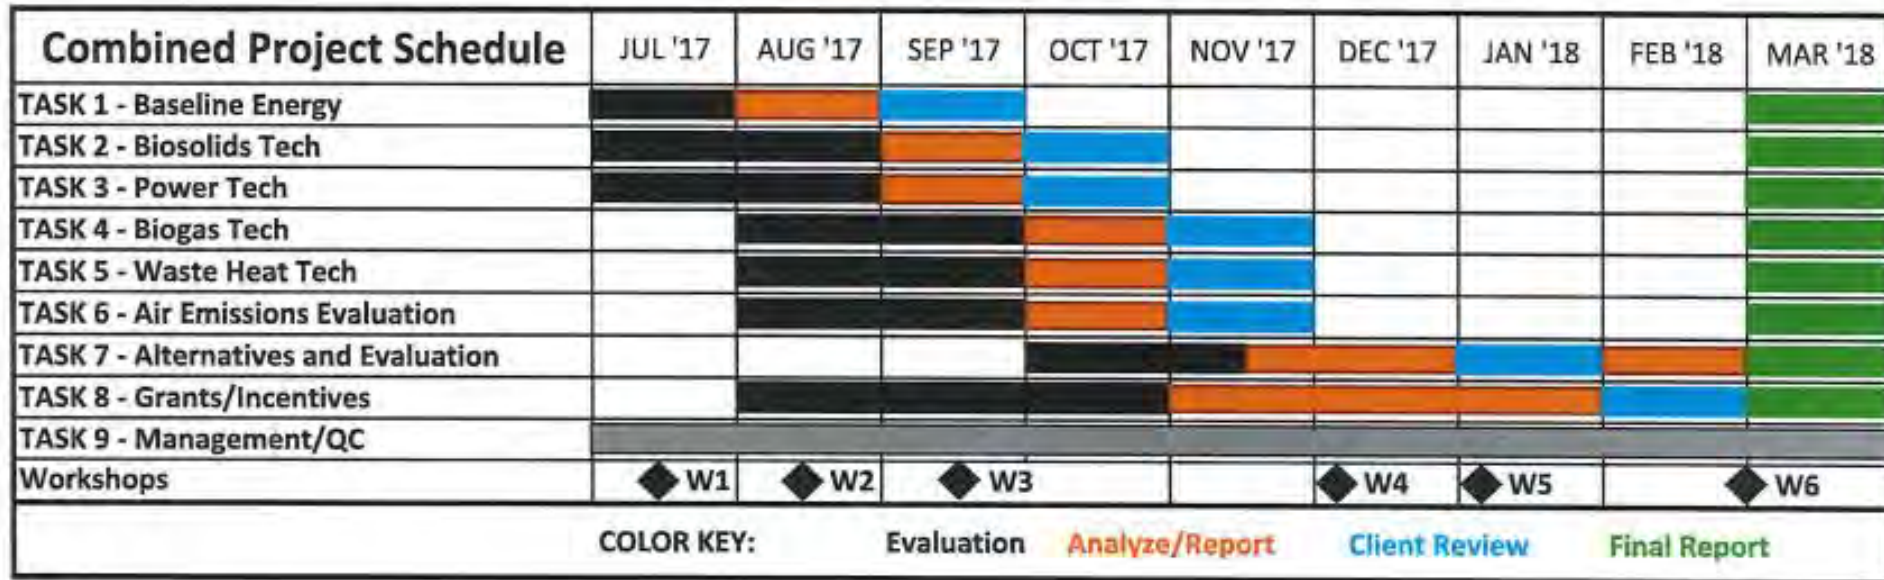 Combined Project Schedule JUL '17 AUG '17 SEP '17 OCT '17 NOV '17 DEC '17 JAN '18 FEB '18 MAR '18
TASK 1 - Baseline Energy
TASK 2 - Biosolids Tech
TASK 3 - Power Tech
TASK 4 - Biogas Tech
TASK 5 - Waste Heat Tech
TASK 6 - Air Emissions Evaluation
TASK 7 - Alternatives and Evaluation
TASK 8 - Grants/Incentives
TASK 9 - Management/QC
Workshops W1 W2 W3 W4 W5 W6
COLOR KEY: Evaluation Analyze/Report Client Review Final Report